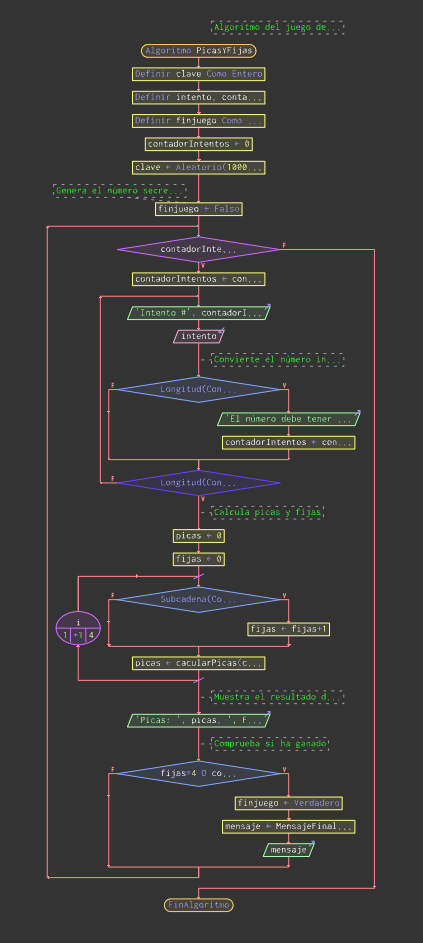 Algoritmo del juego de...
Algoritmo PicasYFijas
Definir clave Como Entero
Definir intento, conta...
Definir finjuego Como ...
contadorIntentos ← 0
clave ← Aleatorio(1000...
Genera el número secre...
finjuego ← Falso
contadorInte...
F
V
contadorIntentos ← con...
'Intento #', contadorI...
intento
Convierte el número in...
F
Longitud(Con...
V
'El número debe tener ...
contadorIntentos ← con...
F
Longitud(Con...
V
Calcula picas y fijas
picas ← 0
fijas ← 0
i
1 +1 4
F
Subcadena(Co...
V
fijas ← fijas+1
picas ← cacularPicas(c...
Muestra el resultado d...
'Picas: ', picas, ', F...
Comprueba si ha ganado
F
fijas=4 O co...
V
finjuego ← Verdadero
mensaje ← MensajeFinal...
mensaje
FinAlgoritmo